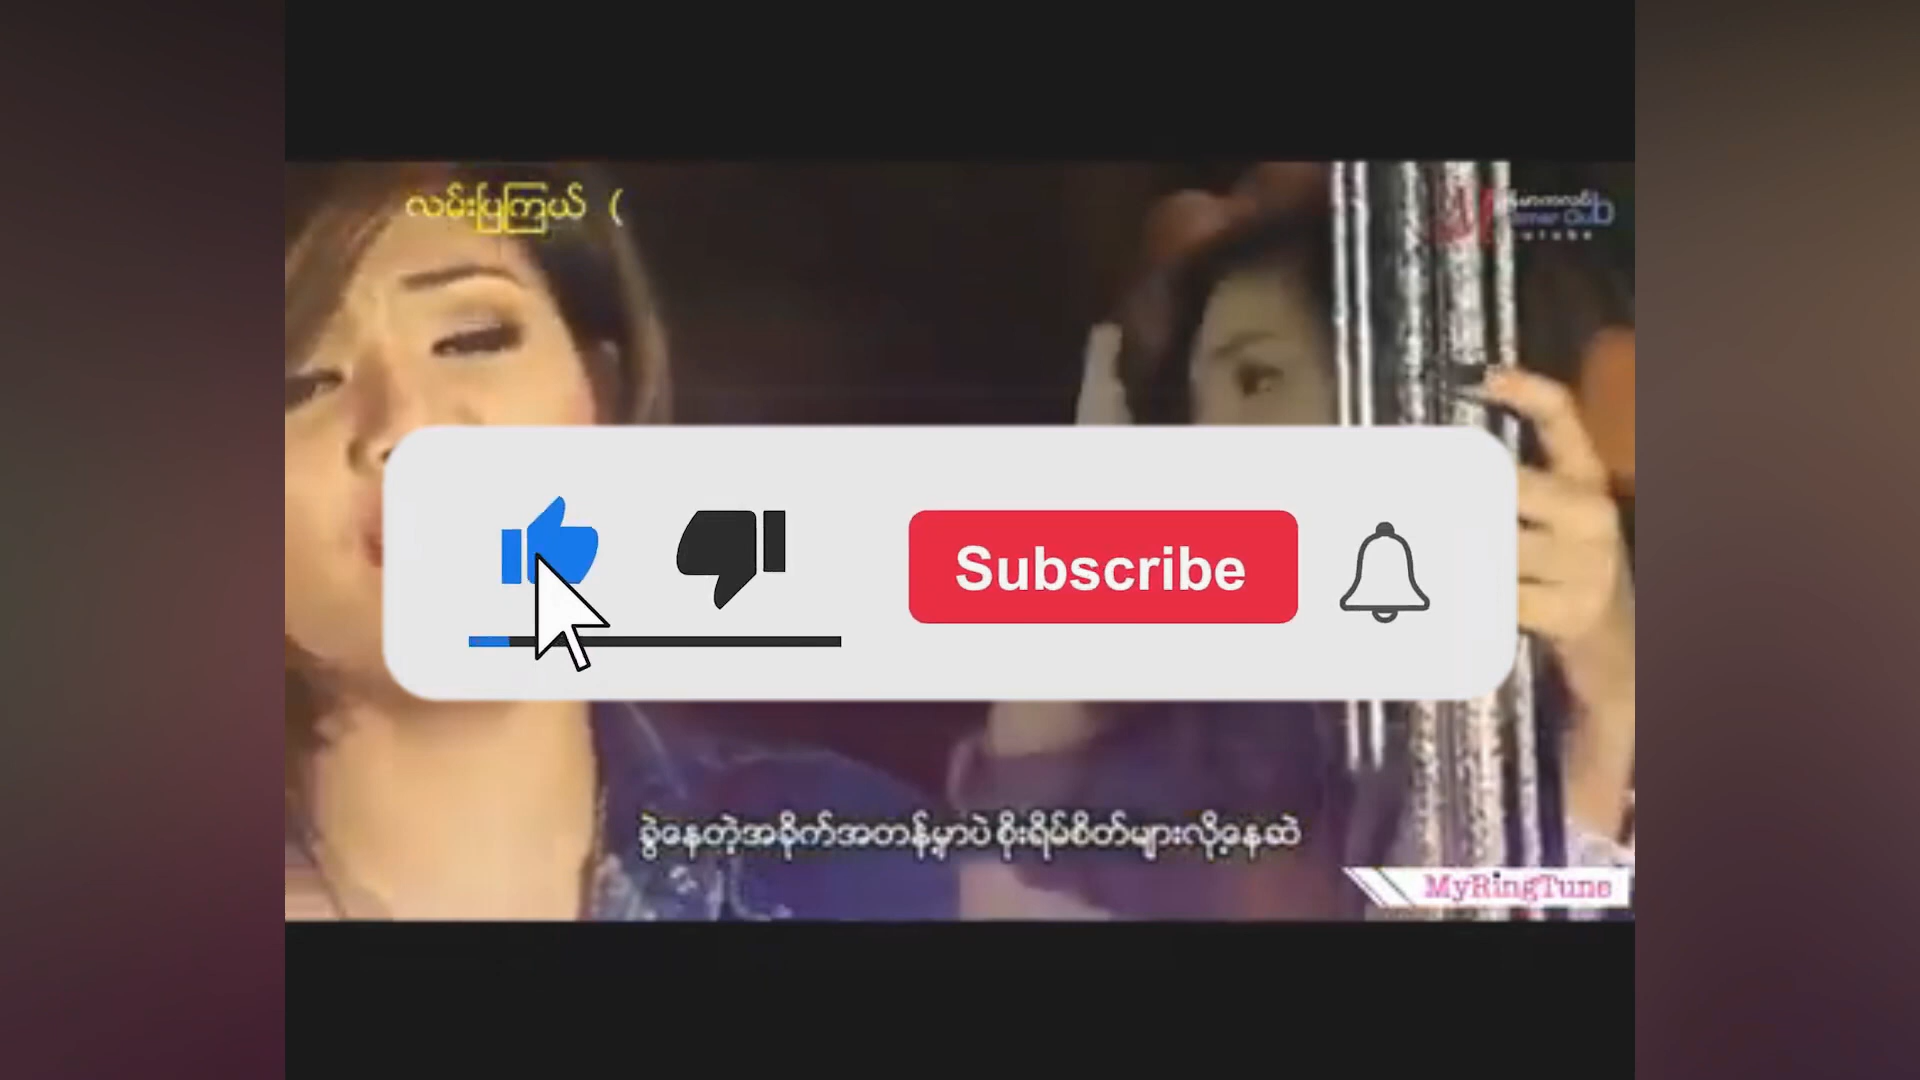 လမ်းပြကြယ် (
Subscribe
ခွဲနေတဲ့အခိုက်အတန့်မှာပဲ စိုးရိမ်စိတ်များလို့နေဆဲ
MyRingTune